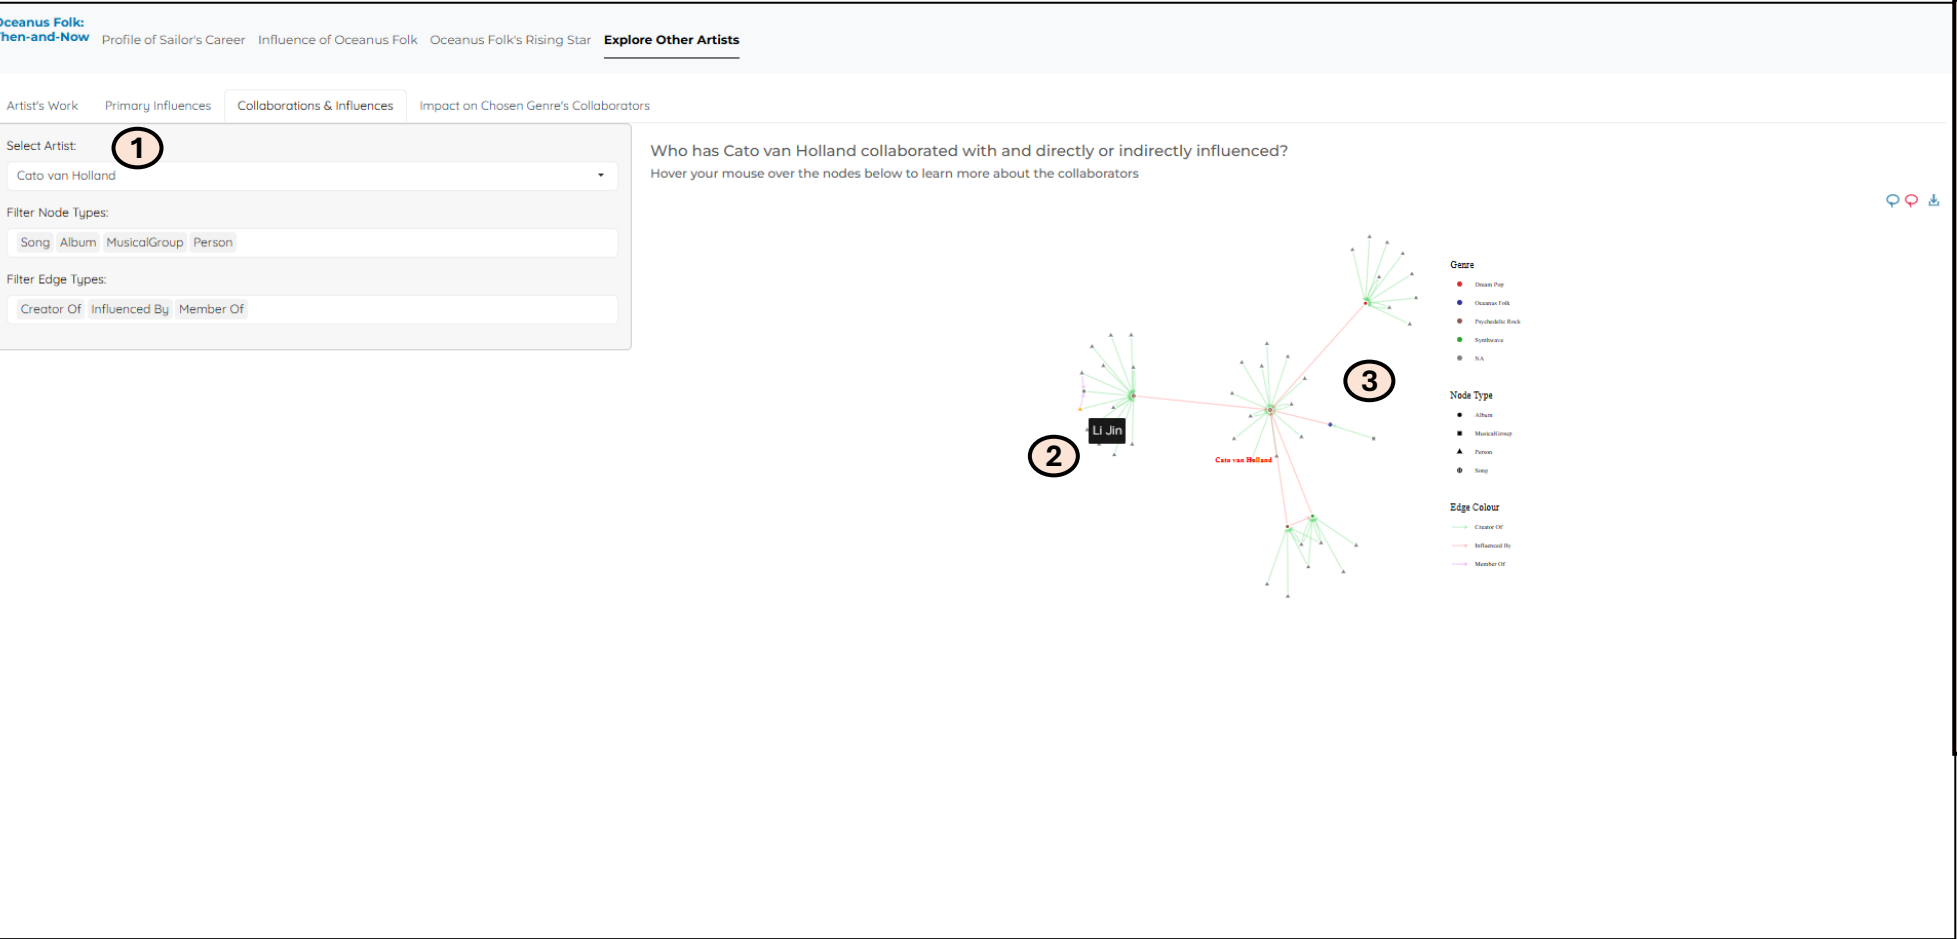 Oceanus Folk:
Then-and-Now
Profile of Sailor's Career
Influence of Oceanus Folk
Oceanus Folk's Rising Star
Explore Other Artists
Artist's Work
Primary Influences
Collaborations & Influences
Impact on Chosen Genre's Collaborators
Select Artist:
1
Cato van Holland
Filter Node Types:
Song Album MusicalGroup Person
Filter Edge Types:
Creator Of Influenced By Member Of
Who has Cato van Holland collaborated with and directly or indirectly influenced?
Hover your mouse over the nodes below to learn more about the collaborators
3
Li Jin
2
Cato van Holland
Genre
Dream Pop
Oceanus Folk
Psychedelic Rock
Synthwave
NA
Node Type
Album
MusicalGroup
Person
Song
Edge Colour
Creator Of
Influenced By
Member Of